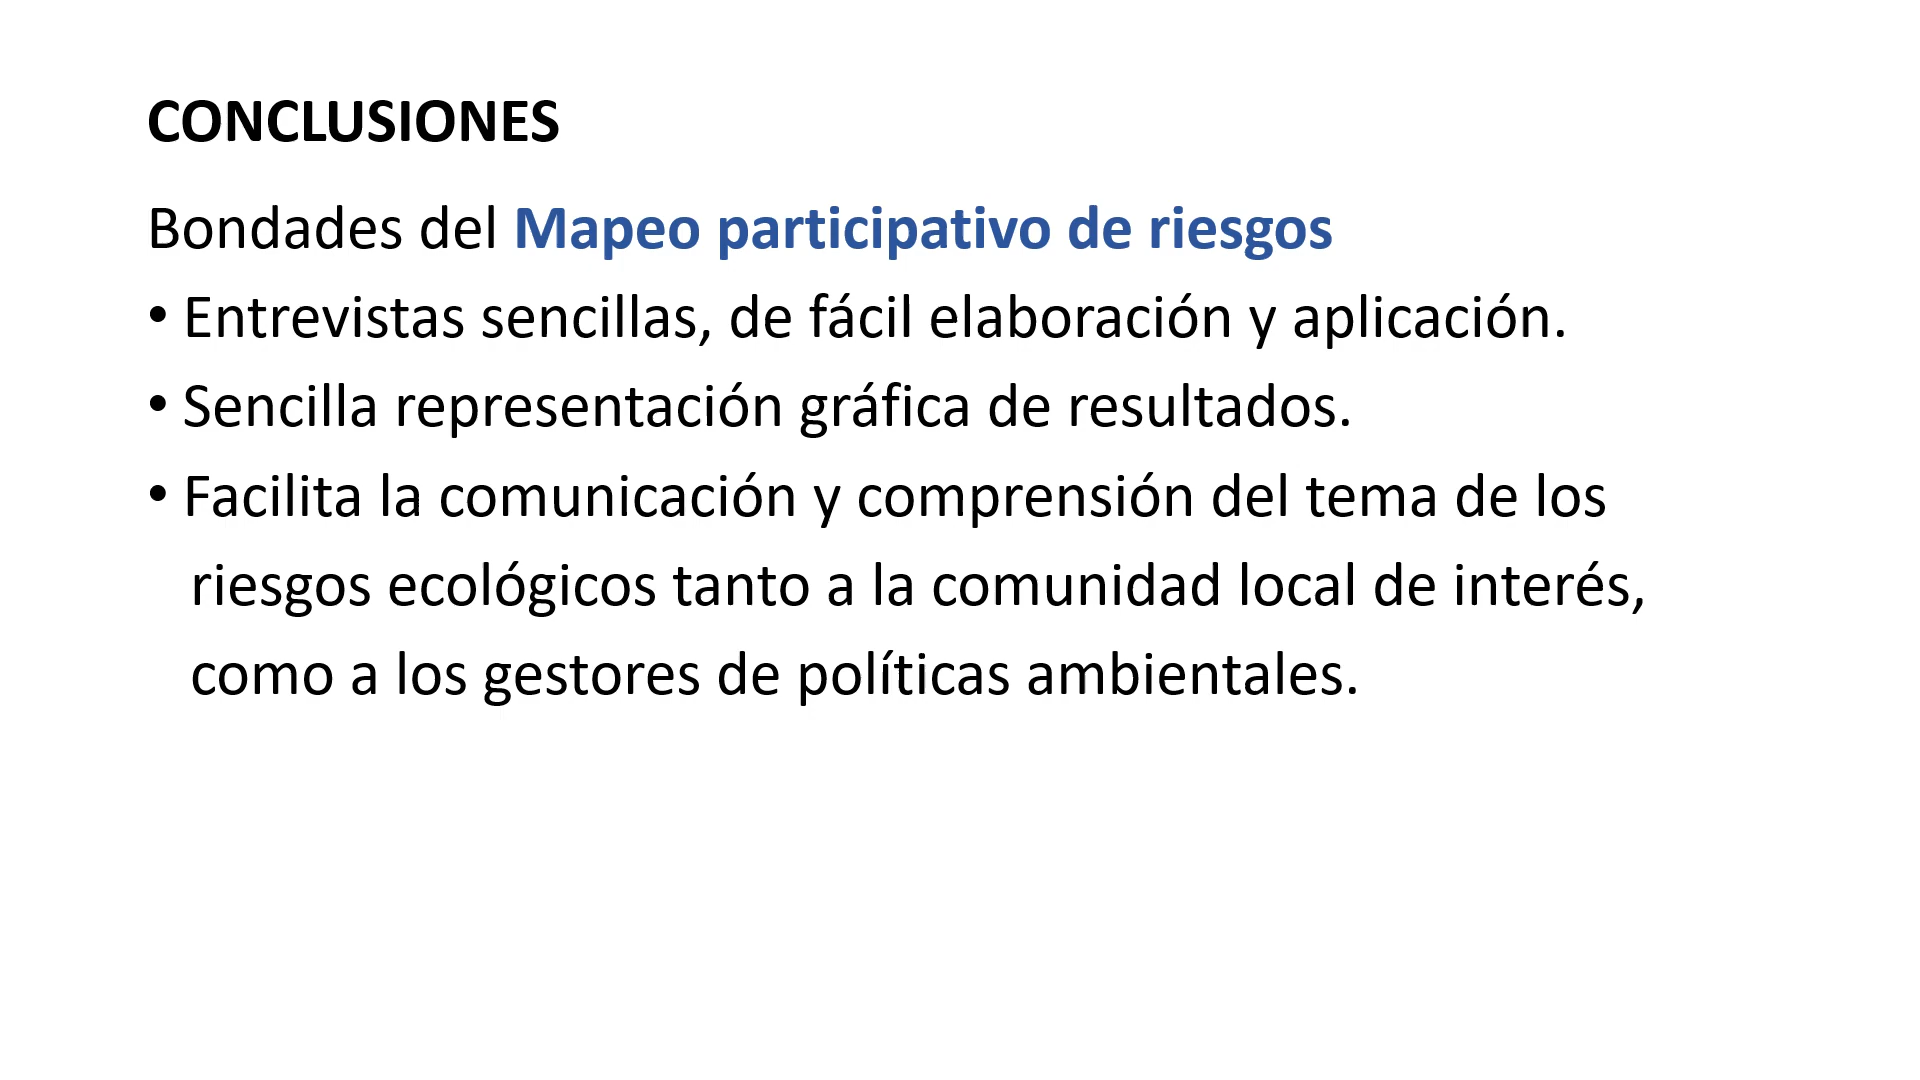 CONCLUSIONES
Bondades del Mapeo participativo de riesgos
• Entrevistas sencillas, de fácil elaboración y aplicación.
• Sencilla representación gráfica de resultados.
• Facilita la comunicación y comprensión del tema de los
riesgos ecológicos tanto a la comunidad local de interés,
como a los gestores de políticas ambientales.